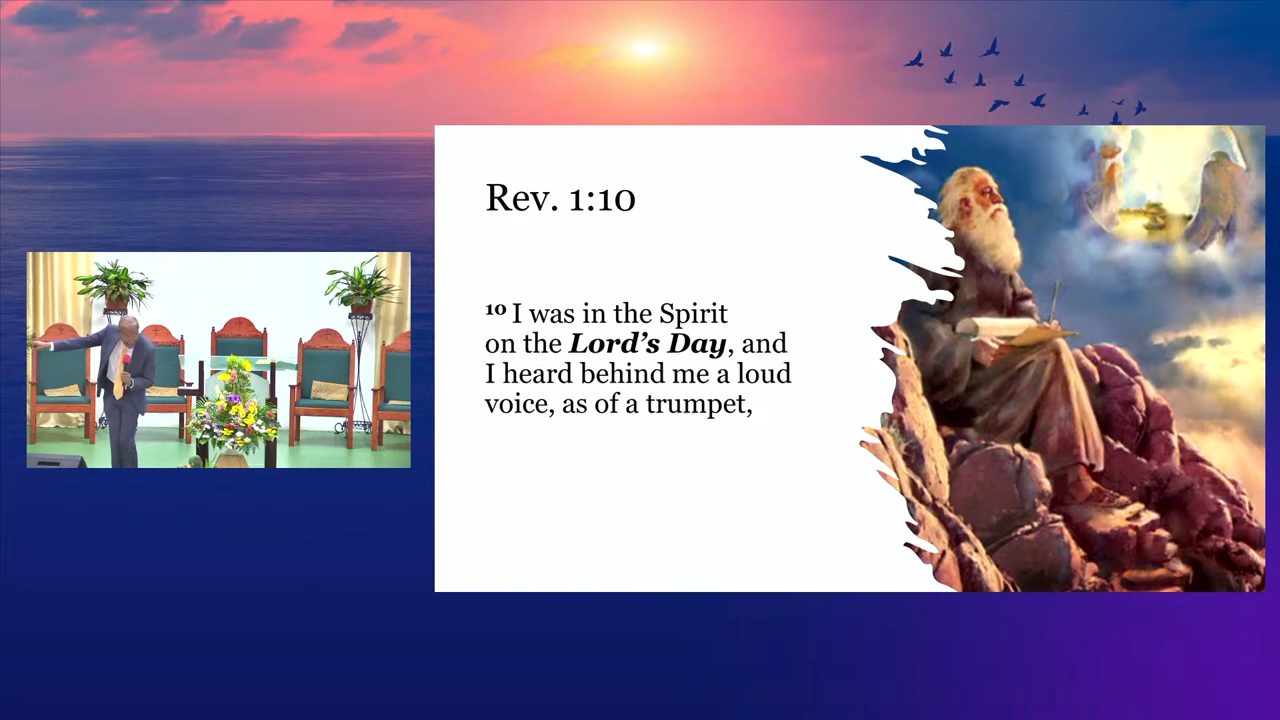 Rev. 1:10
10 I was in the Spirit
on the Lord's Day, and
I heard behind me a loud
voice, as of a trumpet,